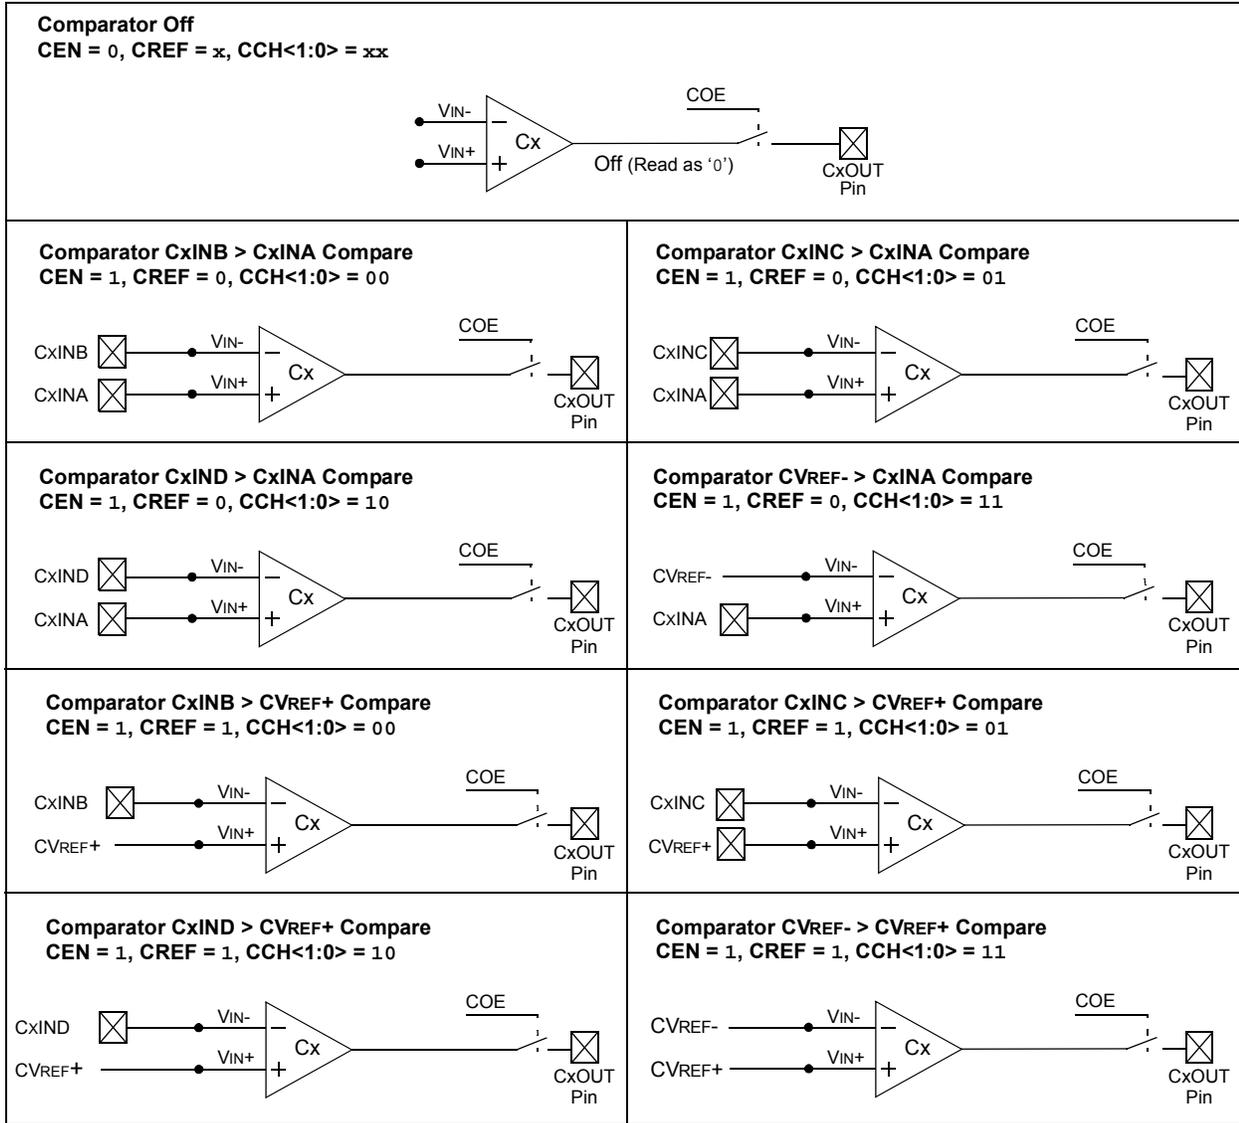 Comparator Off
CEN = 0, CREF = x, CCH<1:0> = xx
COE
VIN-
–
Cx
VIN+
+
Off (Read as ‘0’)
CxOUT
Pin
Comparator CxINB > CxINA Compare
CEN = 1, CREF = 0, CCH<1:0> = 00
COE
CxINB
VIN-
–
Cx
CxINA
VIN+
+
CxOUT
Pin
Comparator CxINC > CxINA Compare
CEN = 1, CREF = 0, CCH<1:0> = 01
COE
CxINC
VIN-
–
Cx
CxINA
VIN+
+
CxOUT
Pin
Comparator CxIND > CxINA Compare
CEN = 1, CREF = 0, CCH<1:0> = 10
COE
CxIND
VIN-
–
Cx
CxINA
VIN+
+
CxOUT
Pin
Comparator CVREF- > CxINA Compare
CEN = 1, CREF = 0, CCH<1:0> = 11
COE
CVREF-
VIN-
–
Cx
CxINA
VIN+
+
CxOUT
Pin
Comparator CxINB > CVREF+ Compare
CEN = 1, CREF = 1, CCH<1:0> = 00
COE
CxINB
VIN-
–
Cx
CVREF+
VIN+
+
CxOUT
Pin
Comparator CxINC > CVREF+ Compare
CEN = 1, CREF = 1, CCH<1:0> = 01
COE
CxINC
VIN-
–
Cx
CVREF+
VIN+
+
CxOUT
Pin
Comparator CxIND > CVREF+ Compare
CEN = 1, CREF = 1, CCH<1:0> = 10
COE
CxIND
VIN-
–
Cx
CVREF+
VIN+
+
CxOUT
Pin
Comparator CVREF- > CVREF+ Compare
CEN = 1, CREF = 1, CCH<1:0> = 11
COE
CVREF-
VIN-
–
Cx
CVREF+
VIN+
+
CxOUT
Pin